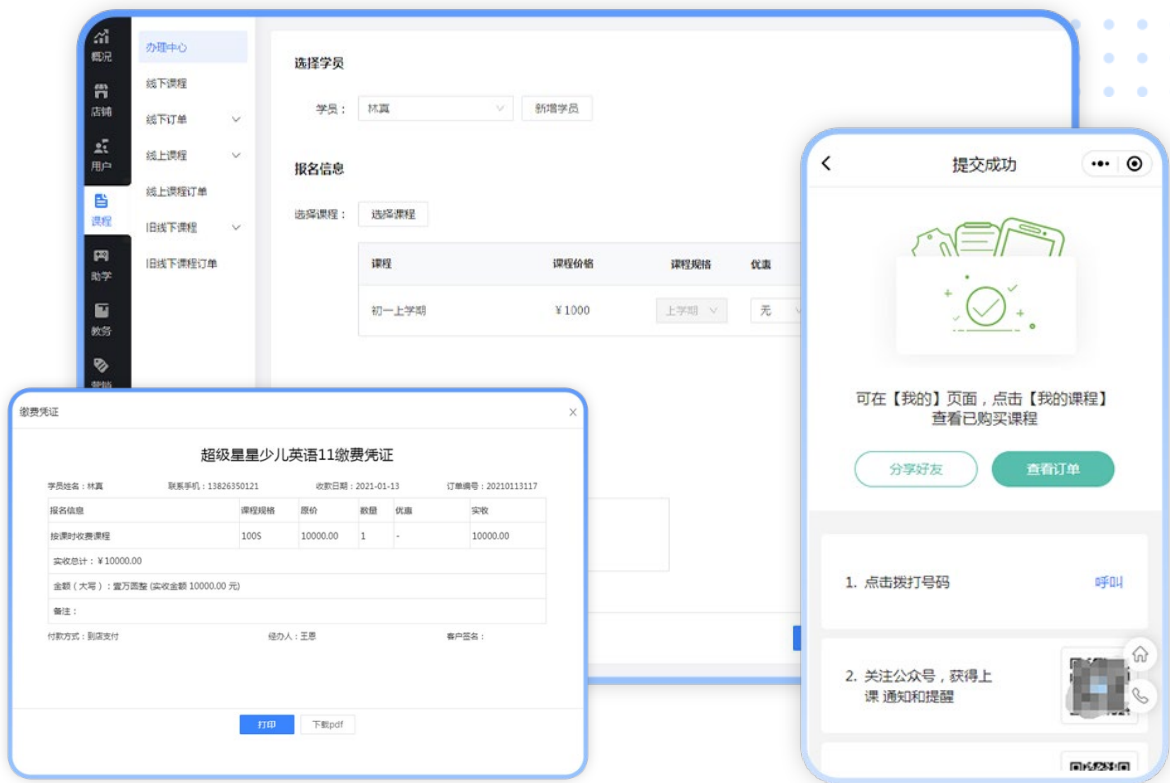 概况
店铺
用户
课程
助学
教务
营销
办理中心
线下课程
线下订单
线上课程
线上课程订单
旧线下课程
旧线下课程订单
选择学员
学员： 林真 新增学员
报名信息
选择课程： 选择课程
课程 课程价格 课程规格 优惠
初一上学期 ￥1000 上学期 无
缴费凭证
超级星星少儿英语11缴费凭证
学员姓名：林真 联系手机：13826350121 收款日期：2021-01-13 订单编号：20210113117
报名信息 课程规格 原价 数量 优惠 实收
按课时收费课程 100S 10000.00 1 - 10000.00
实收总计：￥10000.00
金额（大写）：壹万圆整 (实收金额 10000.00 元)
备注：
付款方式：到店支付 经办人：王恩 客户签名：
打印 下载pdf
提交成功
可在【我的】页面，点击【我的课程】
查看已购买课程
分享好友 查看订单
1. 点击拨打号码 呼叫
2. 关注公众号，获得上
课 通知和提醒